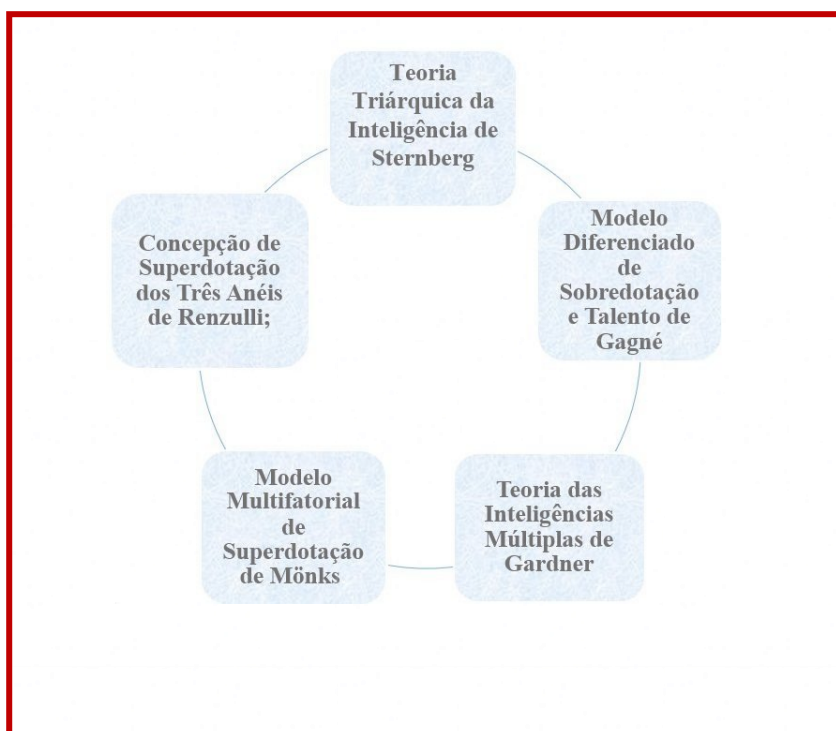 Teoria
Triárquica da
Inteligência de
Sternberg
Modelo
Diferenciado
de
Sobredotação
e Talento de
Gagné
Teoria das
Inteligências
Múltiplas de
Gardner
Modelo
Multifatorial
de
Superdotação
de Mönks
Concepção de
Superdotação
dos Três Anéis
de Renzulli;